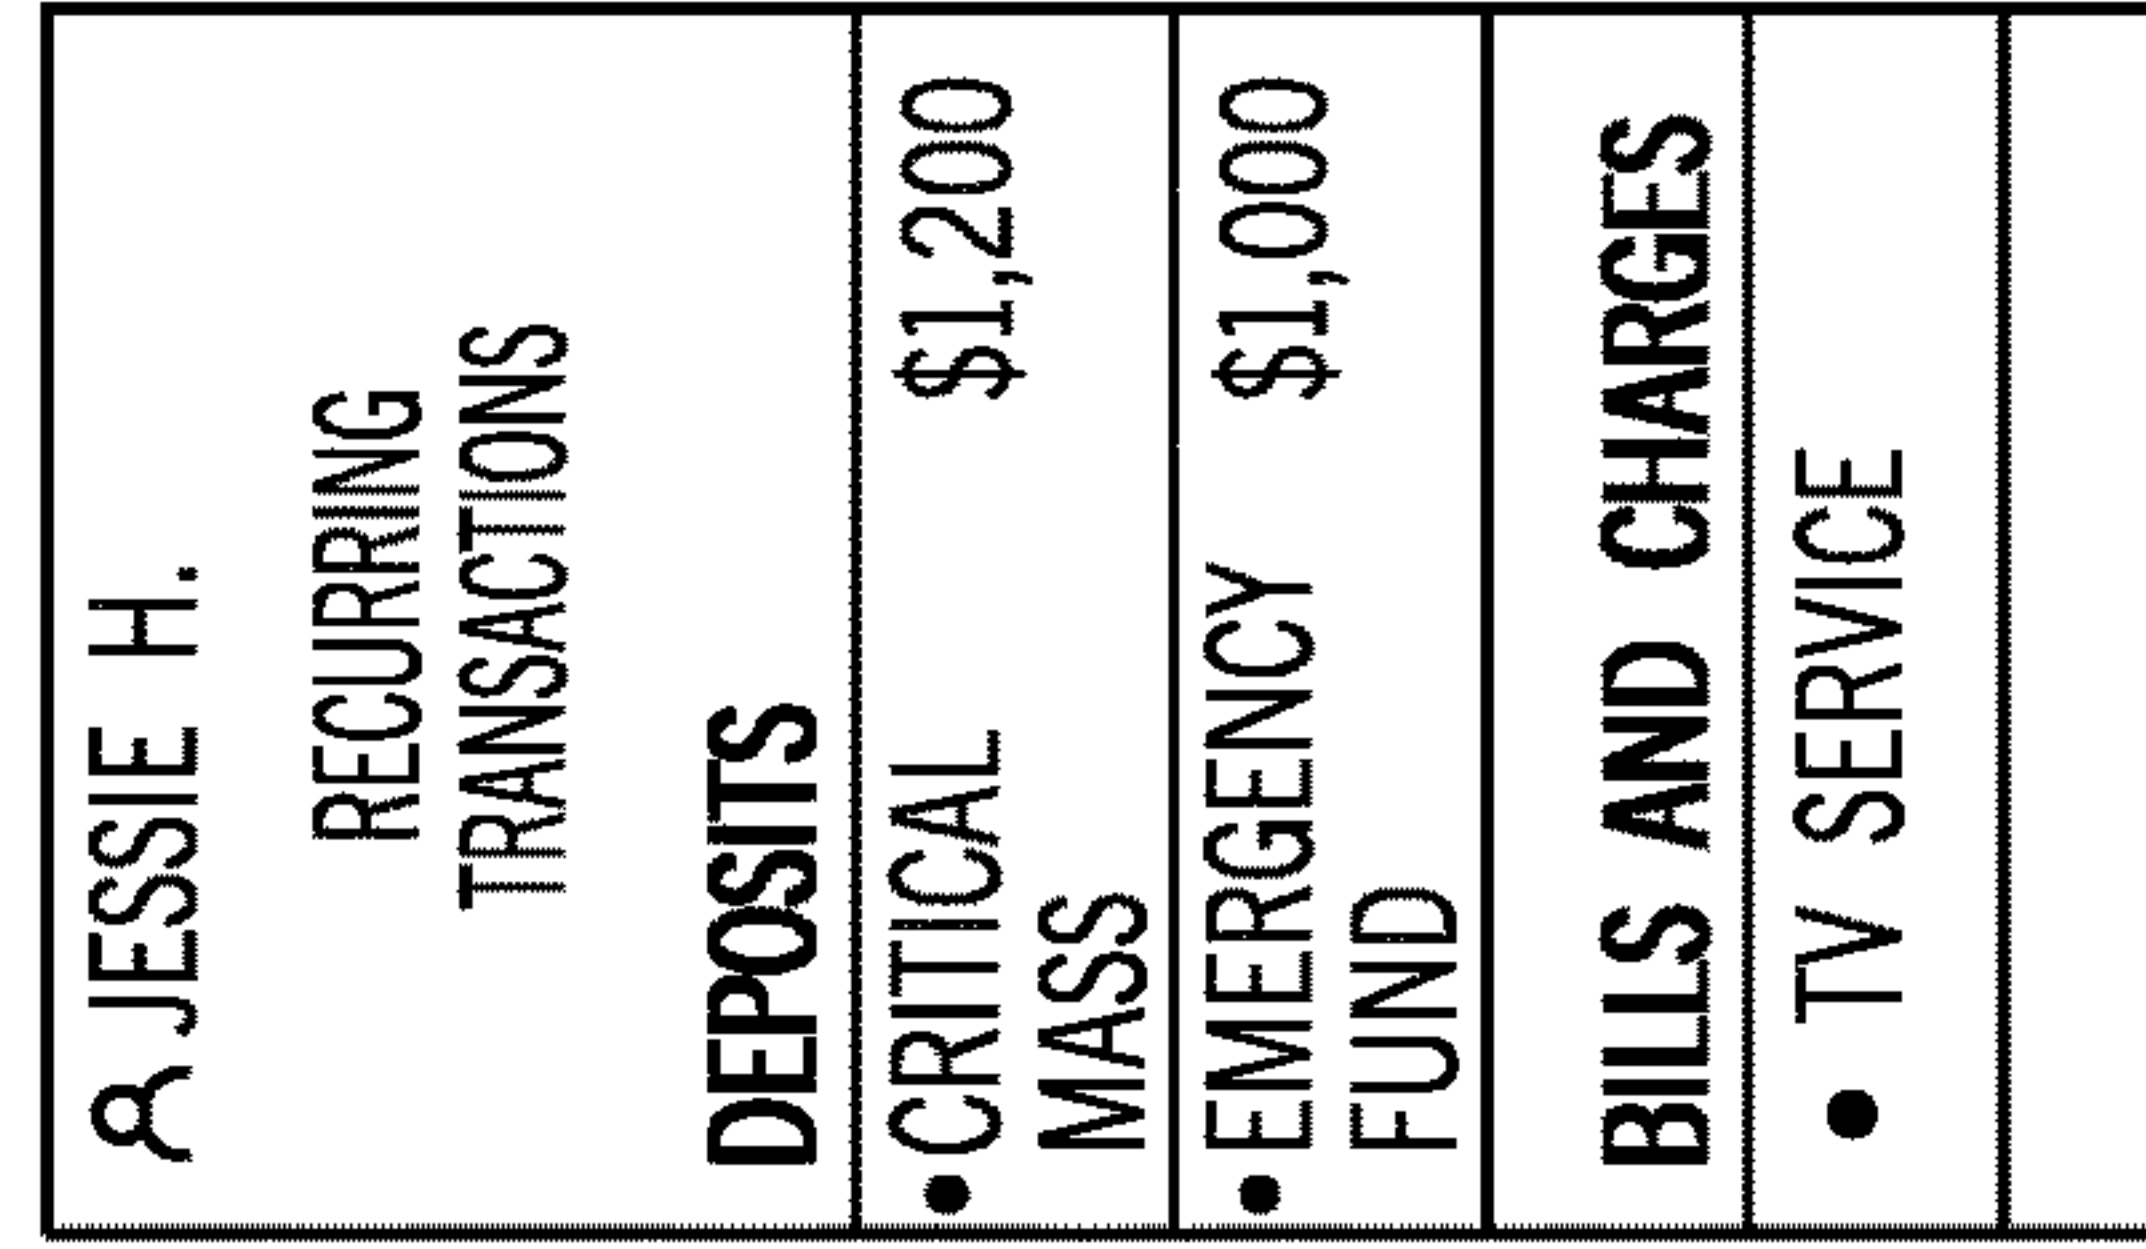 JESSIE H.
RECURRING
TRANSACTIONS
DEPOSITS
• CRITICAL MASS $1,200
• EMERGENCY FUND $1,000
BILLS AND CHARGES
• TV SERVICE